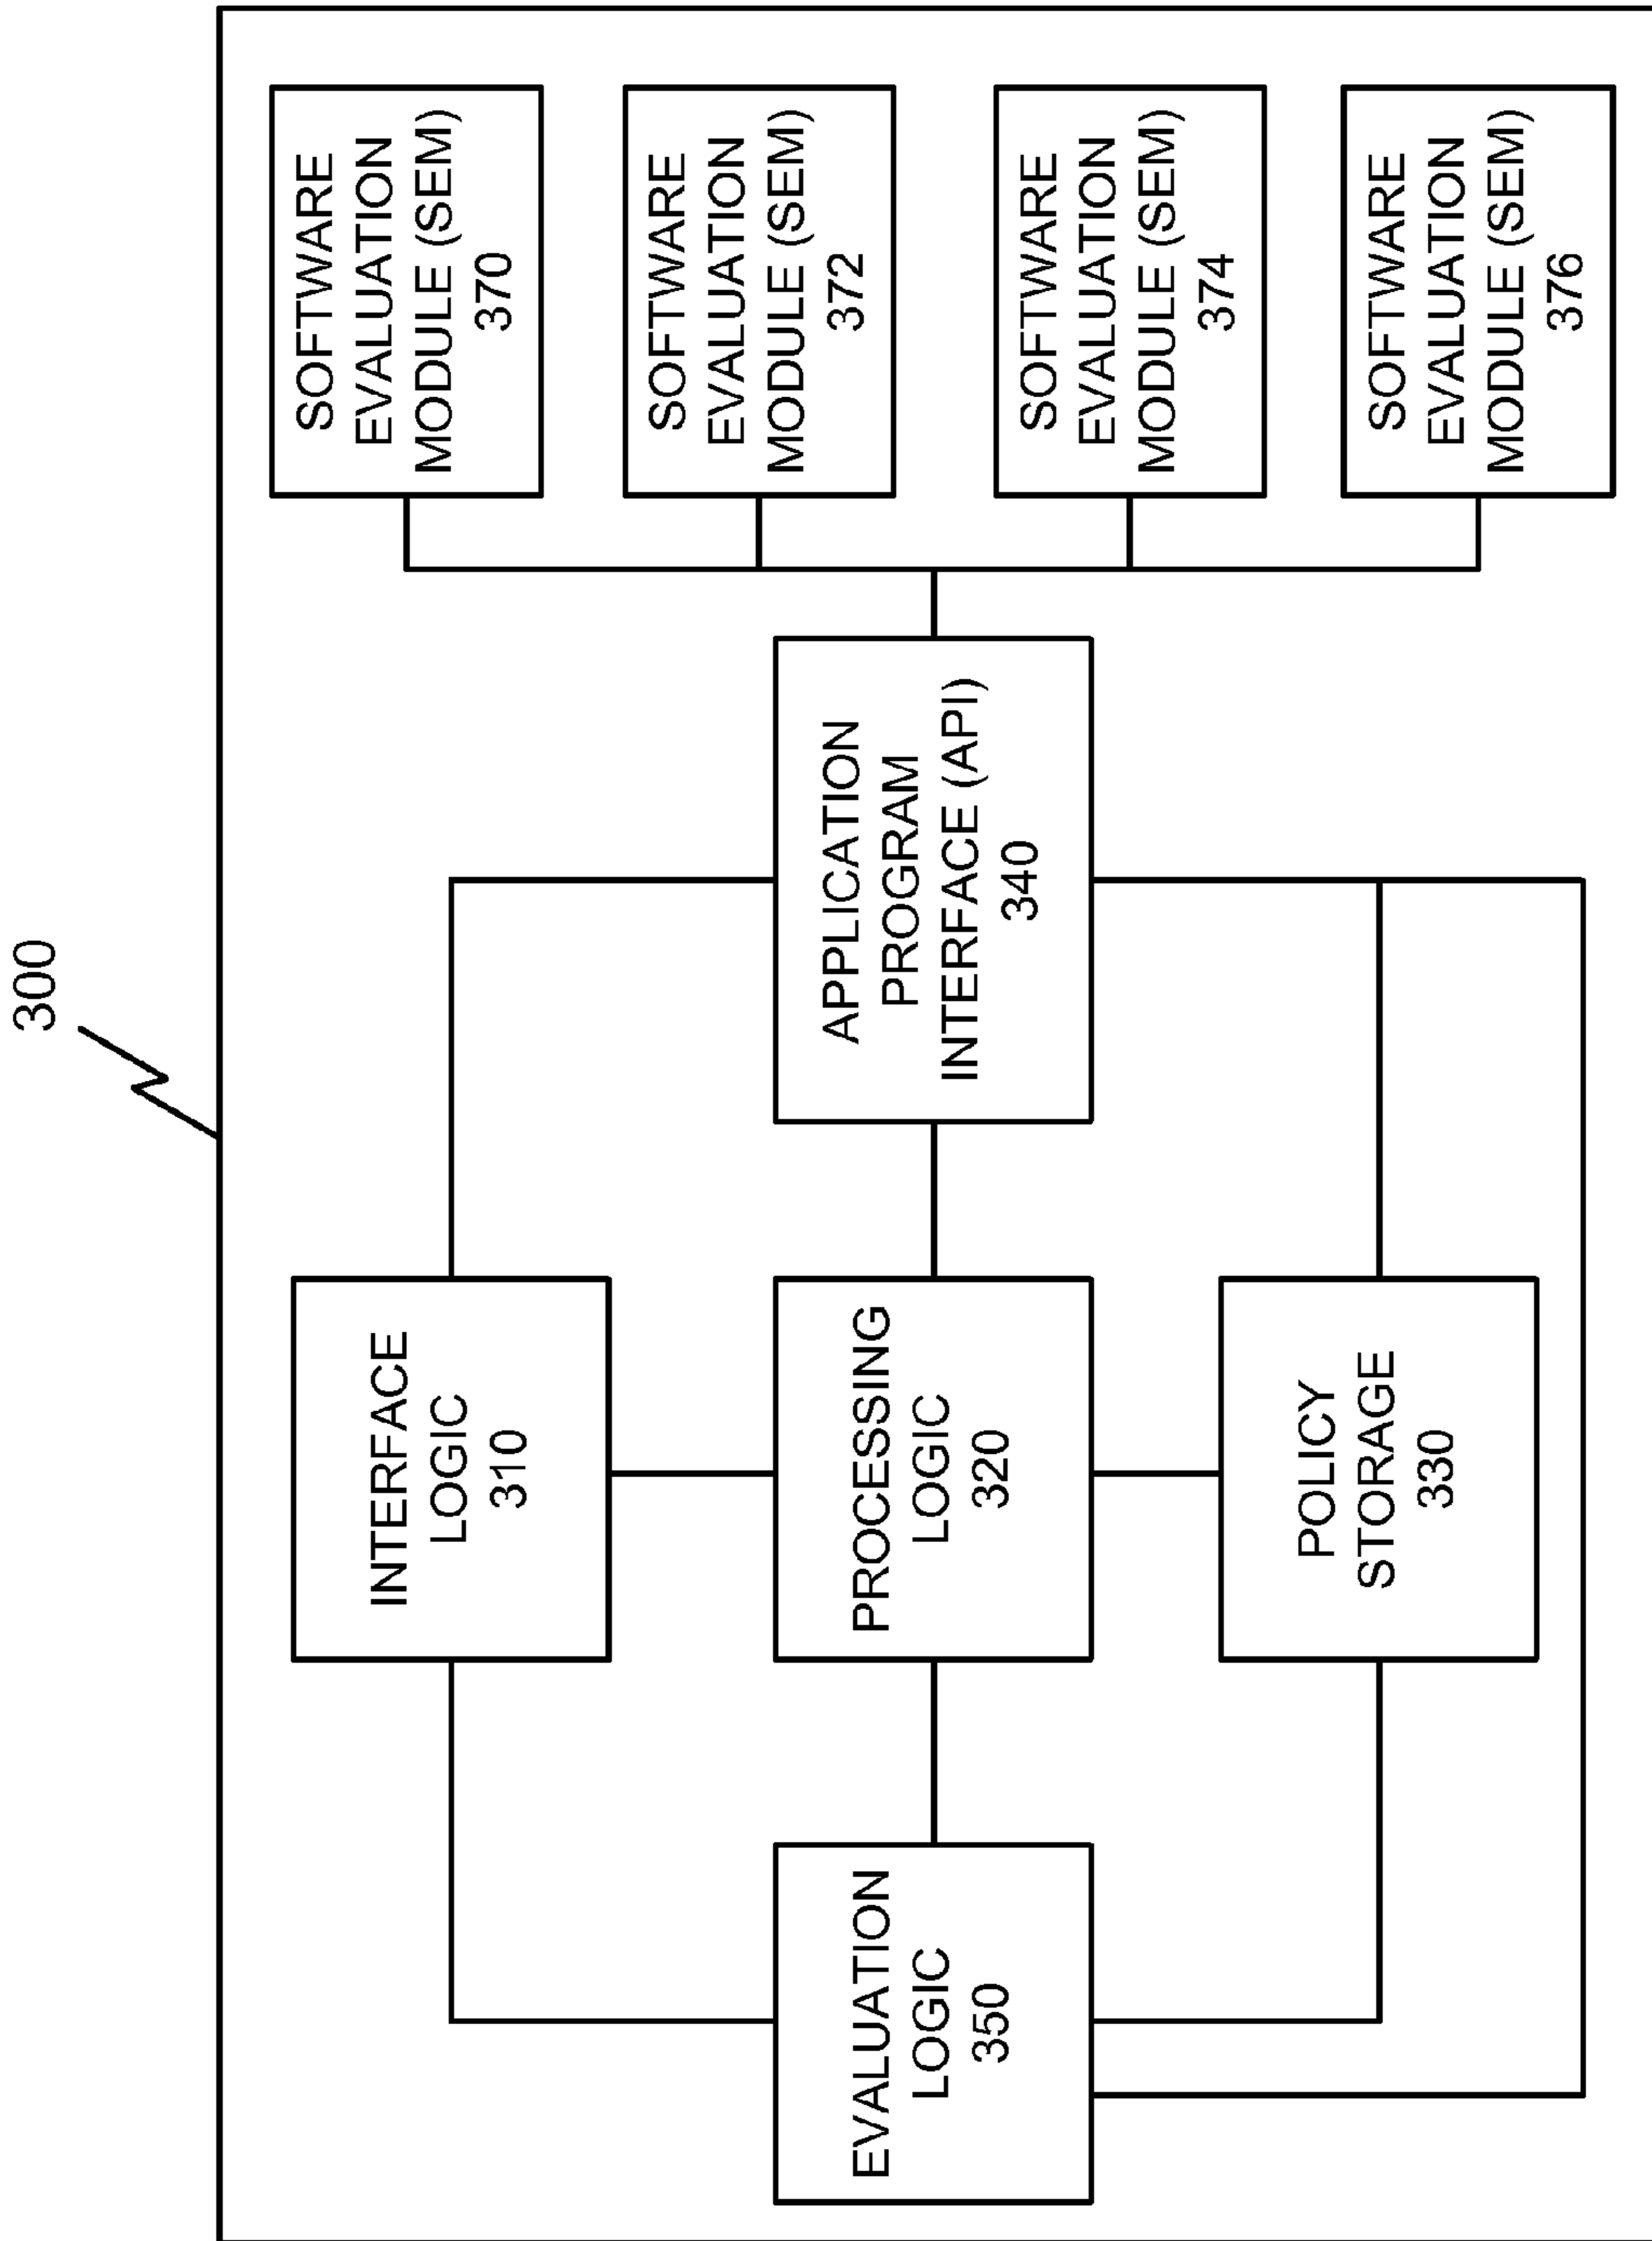 300
INTERFACE
LOGIC
310
EVALUATION
LOGIC
350
PROCESSING
LOGIC
320
POLICY
STORAGE
330
APPLICATION
PROGRAM
INTERFACE (API)
340
SOFTWARE
EVALUATION
MODULE (SEM)
370
SOFTWARE
EVALUATION
MODULE (SEM)
372
SOFTWARE
EVALUATION
MODULE (SEM)
374
SOFTWARE
EVALUATION
MODULE (SEM)
376